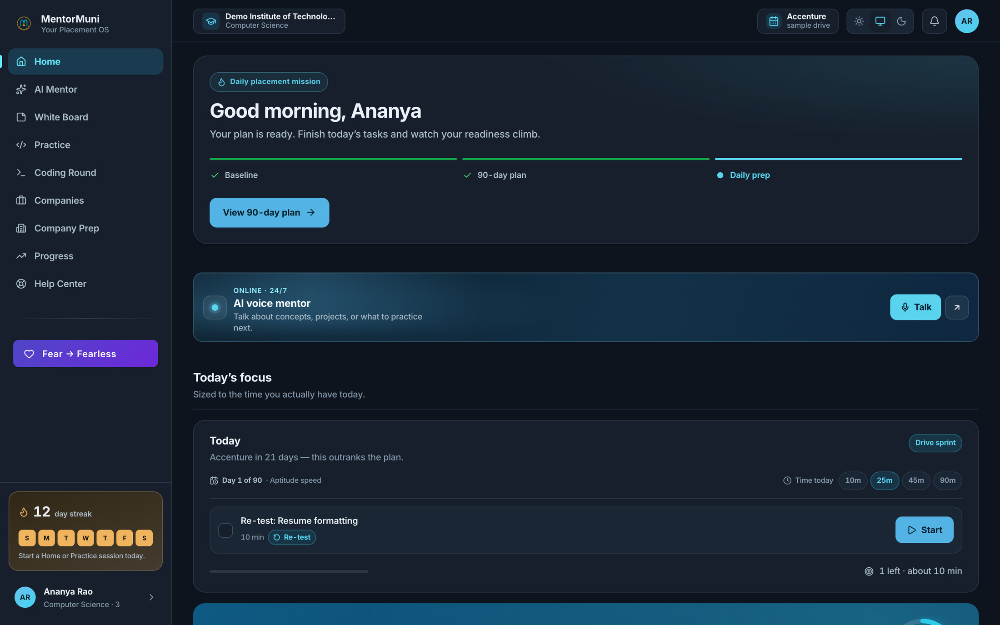 MentorMuni
Your Placement OS
Home
AI Mentor
White Board
Practice
Coding Round
Companies
Company Prep
Progress
Help Center
Fear → Fearless
12 day streak
S M T W T F S
Start a Home or Practice session today.
AR
Ananya Rao
Computer Science · 3
Demo Institute of Technolo...
Computer Science
Accenture
sample drive
AR
Daily placement mission
Good morning, Ananya
Your plan is ready. Finish today’s tasks and watch your readiness climb.
Baseline
90-day plan
Daily prep
View 90-day plan →
ONLINE · 24/7
AI voice mentor
Talk about concepts, projects, or what to practice
next.
Talk
Today’s focus
Sized to the time you actually have today.
Today
Accenture in 21 days — this outranks the plan.
Drive sprint
Day 1 of 90 · Aptitude speed
Time today 10m 25m 45m 90m
Re-test: Resume formatting
10 min Re-test
Start
1 left · about 10 min